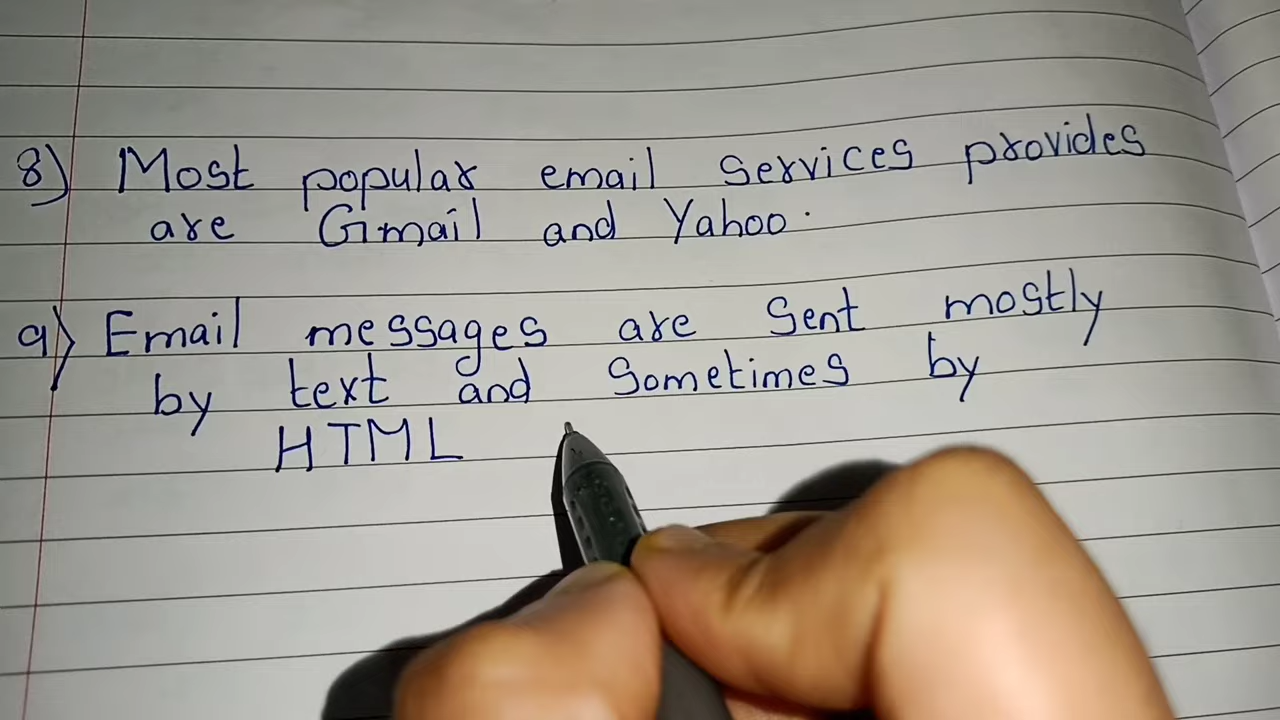 8) Most popular email services provides
are Gmail and Yahoo.
9) Email messages are sent mostly
by text and sometimes by
HTML